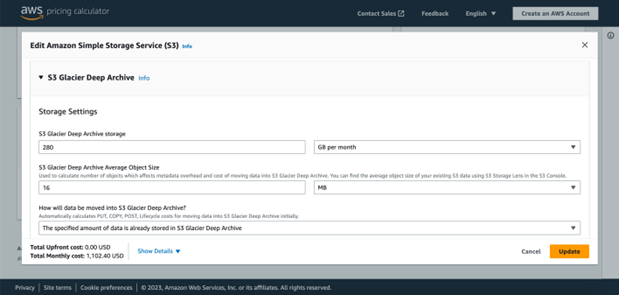 aws pricing calculator
Contact Sales
Feedback
English
Create an AWS Account
Edit Amazon Simple Storage Service (S3) Info
S3 Glacier Deep Archive Info
Storage Settings
S3 Glacier Deep Archive storage
280
GB per month
S3 Glacier Deep Archive Average Object Size
Used to calculate number of objects which affects metadata overhead and cost of moving data into S3 Glacier Deep Archive. You can find the average object size of your existing S3 data using S3 Storage Lens in the S3 Console.
16
MB
How will data be moved into S3 Glacier Deep Archive?
Automatically calculates PUT, COPY, POST, Lifecycle costs for moving data into S3 Glacier Deep Archive initially.
The specified amount of data is already stored in S3 Glacier Deep Archive
Total Upfront cost: 0.00 USD
Total Monthly cost: 1,102.40 USD
Show Details
Cancel
Update
Privacy | Site terms | Cookie preferences | © 2023, Amazon Web Services, Inc. or its affiliates. All rights reserved.